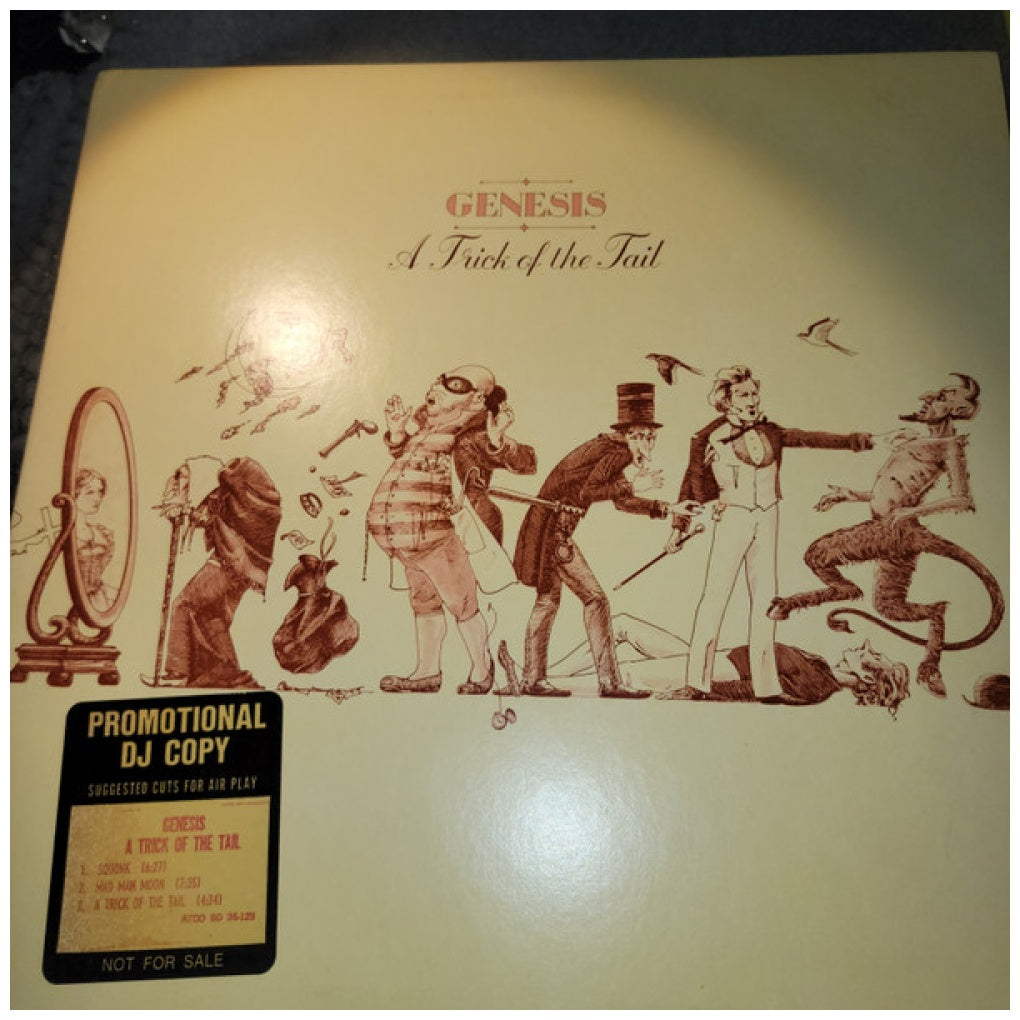 GENESIS
A Trick of the Tail
PROMOTIONAL
DJ COPY
SUGGESTED CUTS FOR AIR PLAY
GENESIS
A TRICK OF THE TAIL
1. SQUONK (6:27)
2. MAD MAN MOON (7:35)
3. A TRICK OF THE TAIL (4:34)
ATCO SD 36-129
NOT FOR SALE